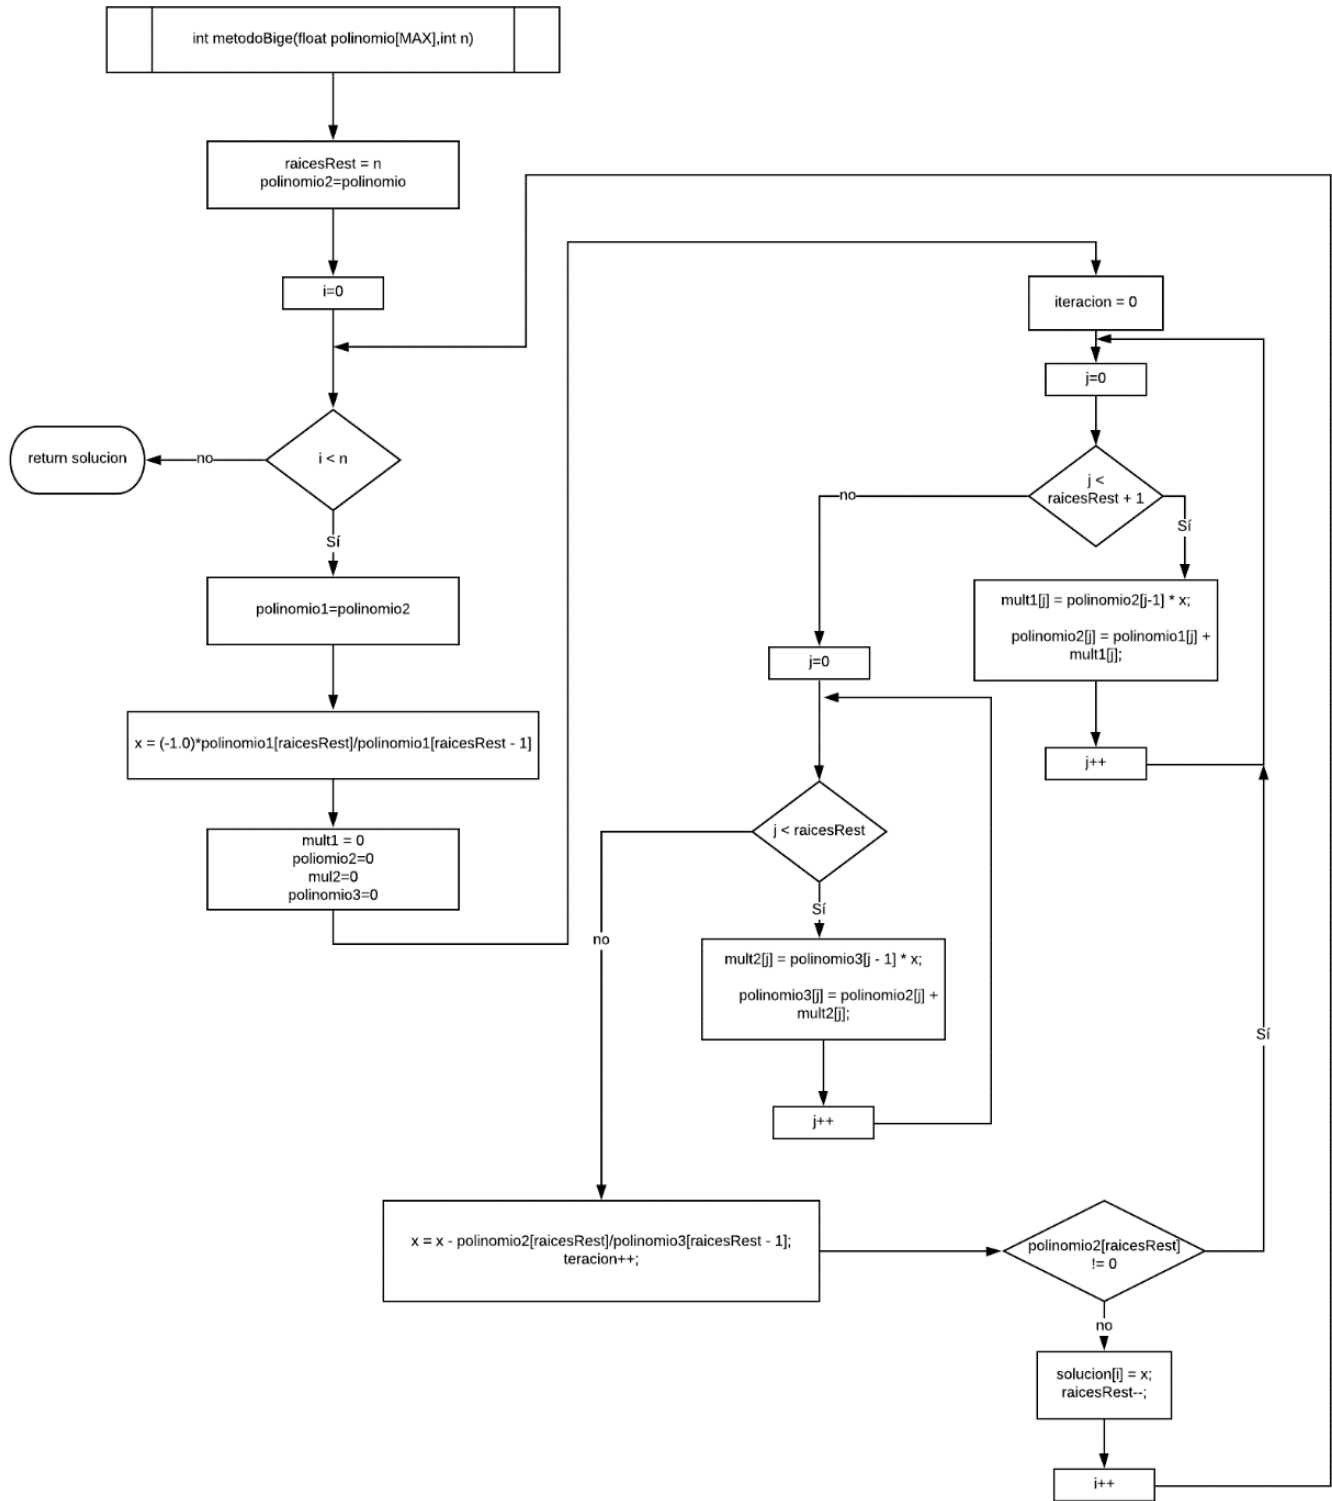 int metodoBige(float polinomio[MAX],int n)
raicesRest = n
polinomio2=polinomio
i=0
i < n
no
return solucion
Sí
polinomio1=polinomio2
x = (-1.0)*polinomio1[raicesRest]/polinomio1[raicesRest - 1]
mult1 = 0
poliomio2=0
mul2=0
polinomio3=0
iteracion = 0
j=0
j <
raicesRest + 1
no
Sí
mult1[j] = polinomio2[j-1] * x;
polinomio2[j] = polinomio1[j] +
mult1[j];
j++
j=0
j < raicesRest
no
Sí
mult2[j] = polinomio3[j - 1] * x;
polinomio3[j] = polinomio2[j] +
mult2[j];
j++
x = x - polinomio2[raicesRest]/polinomio3[raicesRest - 1];
teracion++;
polinomio2[raicesRest]
!= 0
Sí
no
solucion[i] = x;
raicesRest--;
i++